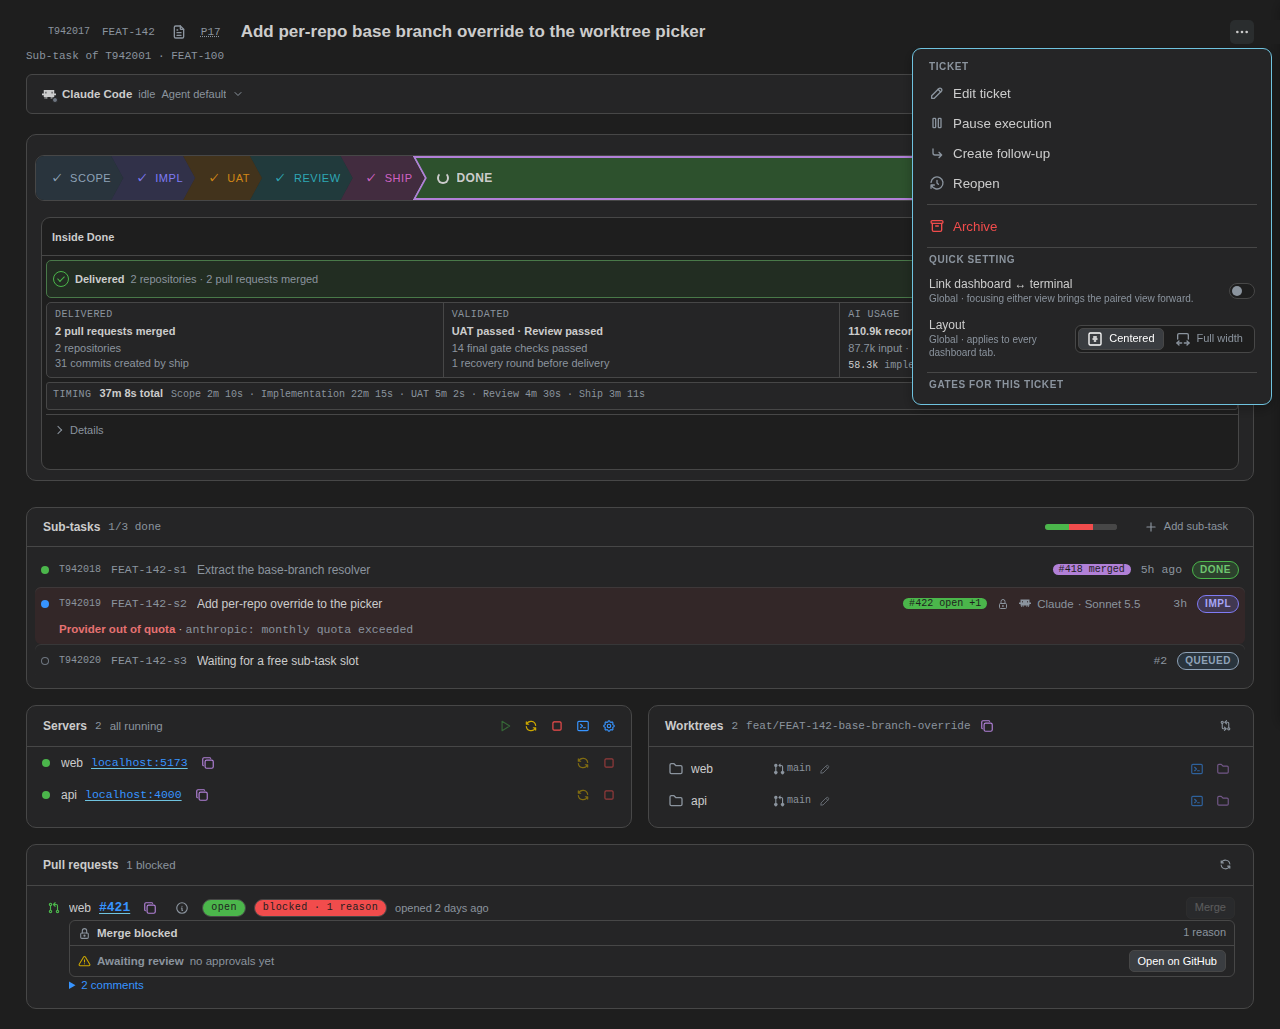 T942017 FEAT-142 P17 Add per-repo base branch override to the worktree picker
Sub-task of T942001 · FEAT-100
Claude Code idle Agent default
SCOPE IMPL UAT REVIEW SHIP DONE
Inside Done
Delivered 2 repositories · 2 pull requests merged
DELIVERED
2 pull requests merged
2 repositories
31 commits created by ship
VALIDATED
UAT passed · Review passed
14 final gate checks passed
1 recovery round before delivery
AI USAGE
110.9k recor
87.7k input ·
58.3k imple
TIMING 37m 8s total Scope 2m 10s · Implementation 22m 15s · UAT 5m 2s · Review 4m 30s · Ship 3m 11s
Details
TICKET
Edit ticket
Pause execution
Create follow-up
Reopen
Archive
QUICK SETTING
Link dashboard ↔ terminal
Global · focusing either view brings the paired view forward.
Layout
Global · applies to every
dashboard tab.
Centered Full width
GATES FOR THIS TICKET
Sub-tasks 1/3 done Add sub-task
T942018 FEAT-142-s1 Extract the base-branch resolver #418 merged 5h ago DONE
T942019 FEAT-142-s2 Add per-repo override to the picker #422 open +1 Claude · Sonnet 5.5 3h IMPL
Provider out of quota · anthropic: monthly quota exceeded
T942020 FEAT-142-s3 Waiting for a free sub-task slot #2 QUEUED
Servers 2 all running
web localhost:5173
api localhost:4000
Worktrees 2 feat/FEAT-142-base-branch-override
web main
api main
Pull requests 1 blocked
web #421 open blocked · 1 reason opened 2 days ago Merge
Merge blocked 1 reason
Awaiting review no approvals yet Open on GitHub
2 comments